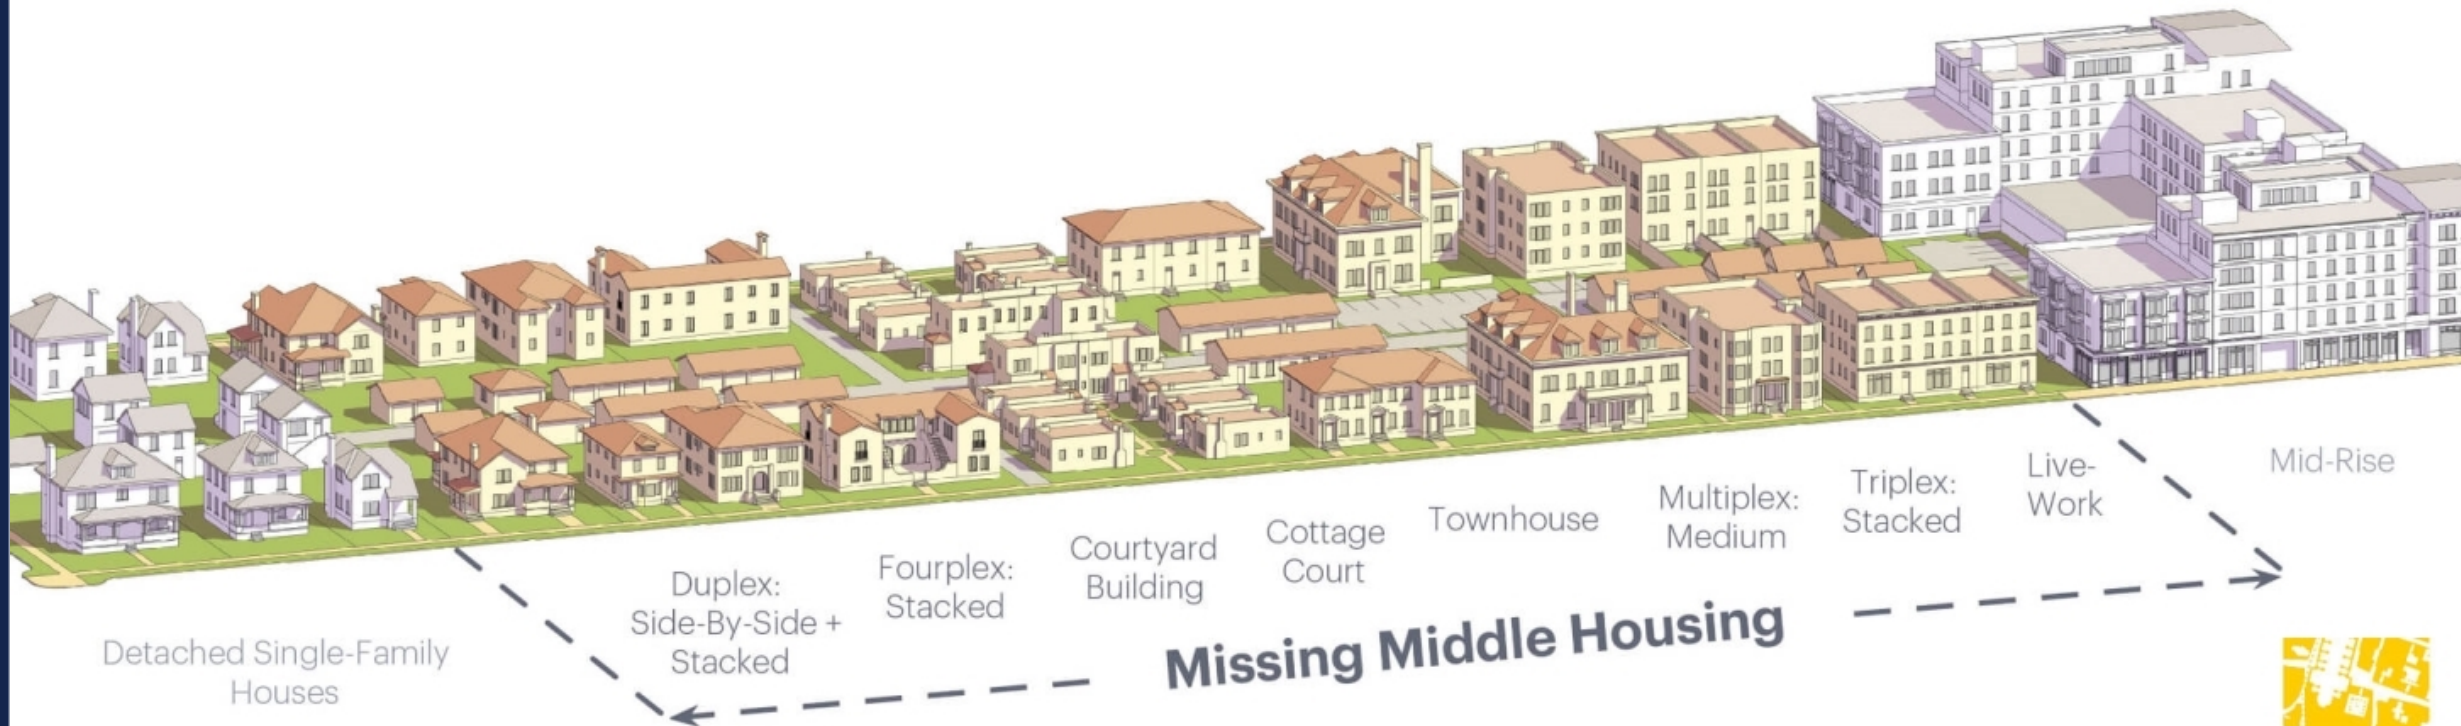 Detached Single-Family
Houses
Duplex:
Side-By-Side +
Stacked
Fourplex:
Stacked
Courtyard
Building
Cottage
Court
Townhouse
Multiplex:
Medium
Triplex:
Stacked
Live-
Work
Mid-Rise
Missing Middle Housing